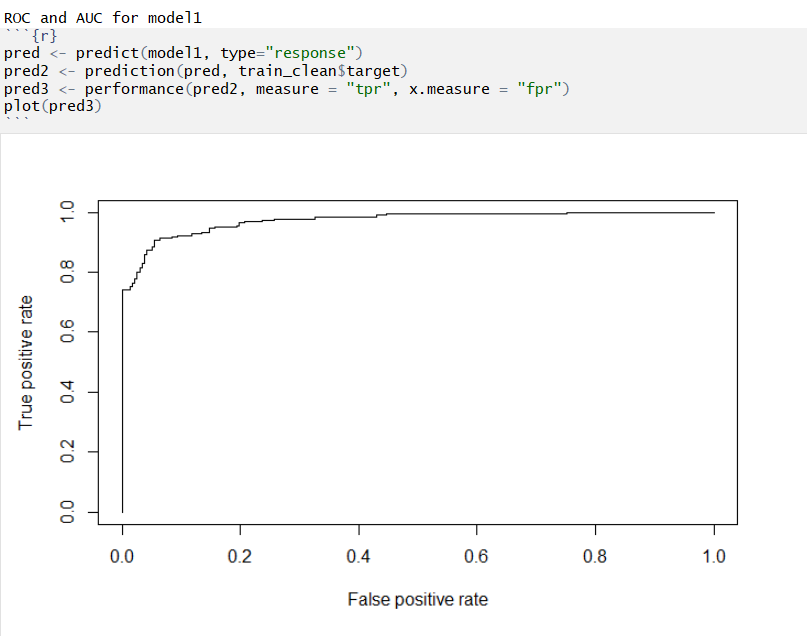 ROC and AUC for model1
```{r}
pred <- predict(model1, type="response")
pred2 <- prediction(pred, train_clean$target)
pred3 <- performance(pred2, measure = "tpr", x.measure = "fpr")
plot(pred3)
```
1.0
0.8
0.6
0.4
0.2
0.0
True positive rate
0.0 0.2 0.4 0.6 0.8 1.0
False positive rate